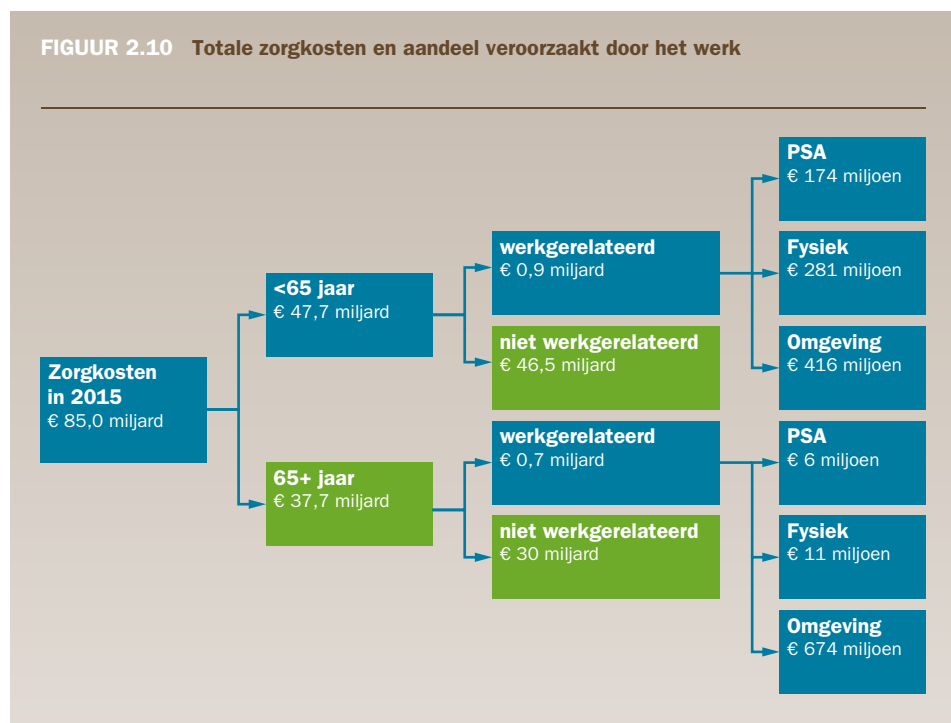 FIGUUR 2.10 Totale zorgkosten en aandeel veroorzaakt door het werk
Zorgkosten
in 2015
€ 85,0 miljard
<65 jaar
€ 47,7 miljard
65+ jaar
€ 37,7 miljard
werkgerelateerd
€ 0,9 miljard
niet werkgerelateerd
€ 46,5 miljard
werkgerelateerd
€ 0,7 miljard
niet werkgerelateerd
€ 30 miljard
PSA
€ 174 miljoen
Fysiek
€ 281 miljoen
Omgeving
€ 416 miljoen
PSA
€ 6 miljoen
Fysiek
€ 11 miljoen
Omgeving
€ 674 miljoen